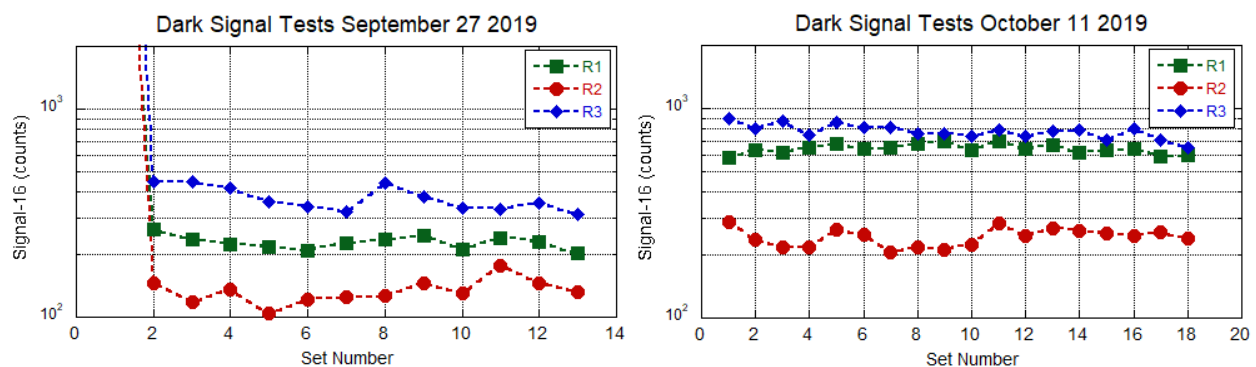 Dark Signal Tests September 27 2019
Signal-16 (counts)
10³
10²
R1
R2
R3
0 2 4 6 8 10 12 14
Set Number
Dark Signal Tests October 11 2019
Signal-16 (counts)
10³
10²
R1
R2
R3
0 2 4 6 8 10 12 14 16 18 20
Set Number